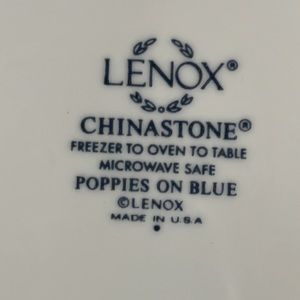 LENOX®
CHINASTONE®
FREEZER TO OVEN TO TABLE
MICROWAVE SAFE
POPPIES ON BLUE
©LENOX
MADE IN U.S.A